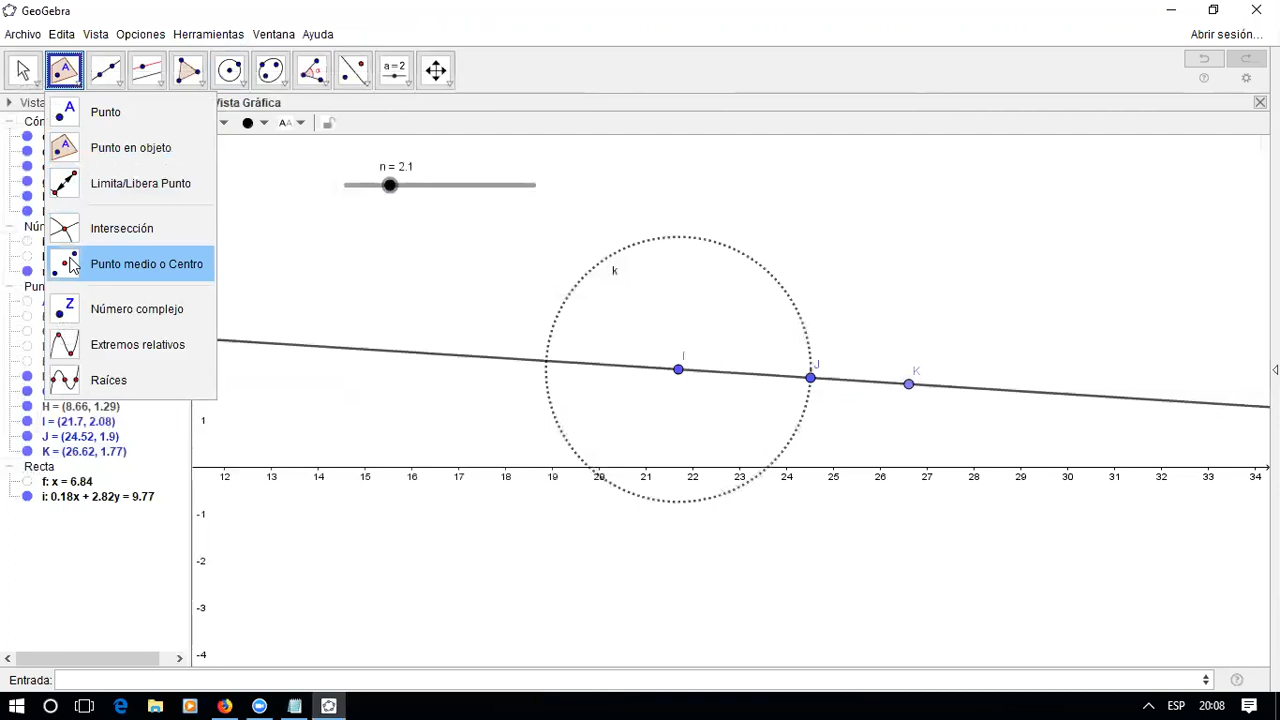 GeoGebra
Archivo Edita Vista Opciones Herramientas Ventana Ayuda
Abrir sesión...
A
a = 2
Vista
Vista Gráfica
A Punto
AA
Punto en objeto
Limita/Libera Punto
Intersección
Punto medio o Centro
Z Número complejo
Extremos relativos
Raíces
n = 2.1
k
I
J
K
H = (8.66, 1.29)
I = (21.7, 2.08)
J = (24.52, 1.9)
K = (26.62, 1.77)
Recta
f: x = 6.84
i: 0.18x + 2.82y = 9.77
1
12 13 14 15 16 17 18 19 20 21 22 23 24 25 26 27 28 29 30 31 32 33 34
-1
-2
-3
-4
Entrada:
ESP 20:08